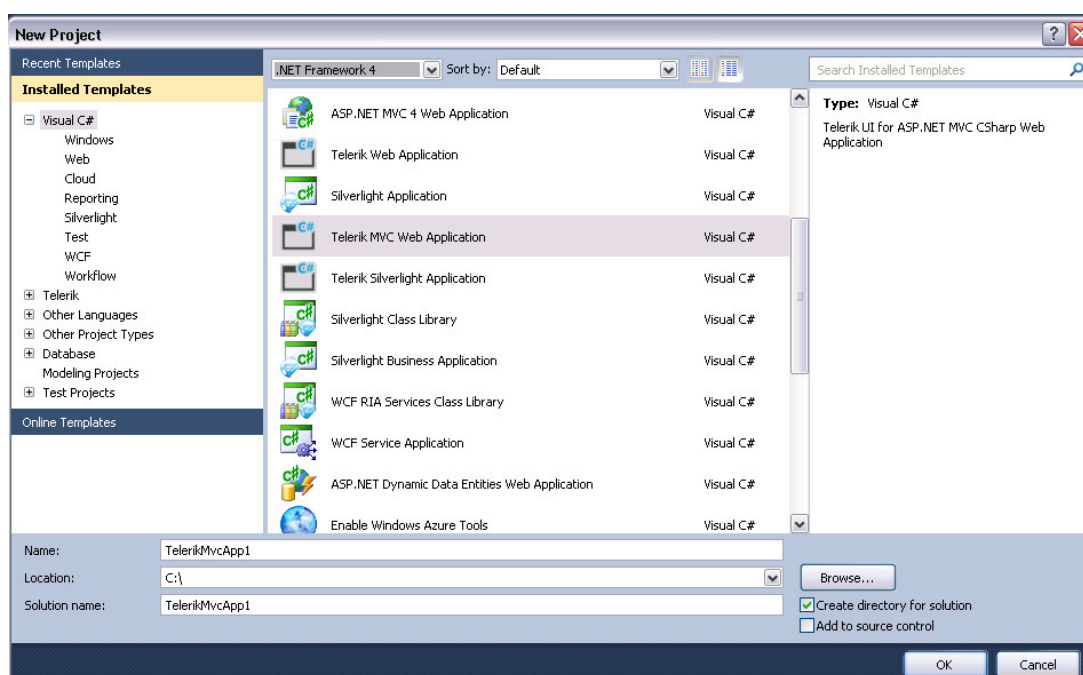 New Project
Recent Templates
Installed Templates
Visual C#
Windows
Web
Cloud
Reporting
Silverlight
Test
WCF
Workflow
Telerik
Other Languages
Other Project Types
Database
Modeling Projects
Test Projects
Online Templates
.NET Framework 4 Sort by: Default
ASP.NET MVC 4 Web Application Visual C#
Telerik Web Application Visual C#
Silverlight Application Visual C#
Telerik MVC Web Application Visual C#
Telerik Silverlight Application Visual C#
Silverlight Class Library Visual C#
Silverlight Business Application Visual C#
WCF RIA Services Class Library Visual C#
WCF Service Application Visual C#
ASP.NET Dynamic Data Entities Web Application Visual C#
Enable Windows Azure Tools Visual C#
Search Installed Templates
Type: Visual C#
Telerik UI for ASP.NET MVC CSharp Web
Application
Name: TelerikMvcApp1
Location: C:\
Browse...
Solution name: TelerikMvcApp1
Create directory for solution
Add to source control
OK Cancel